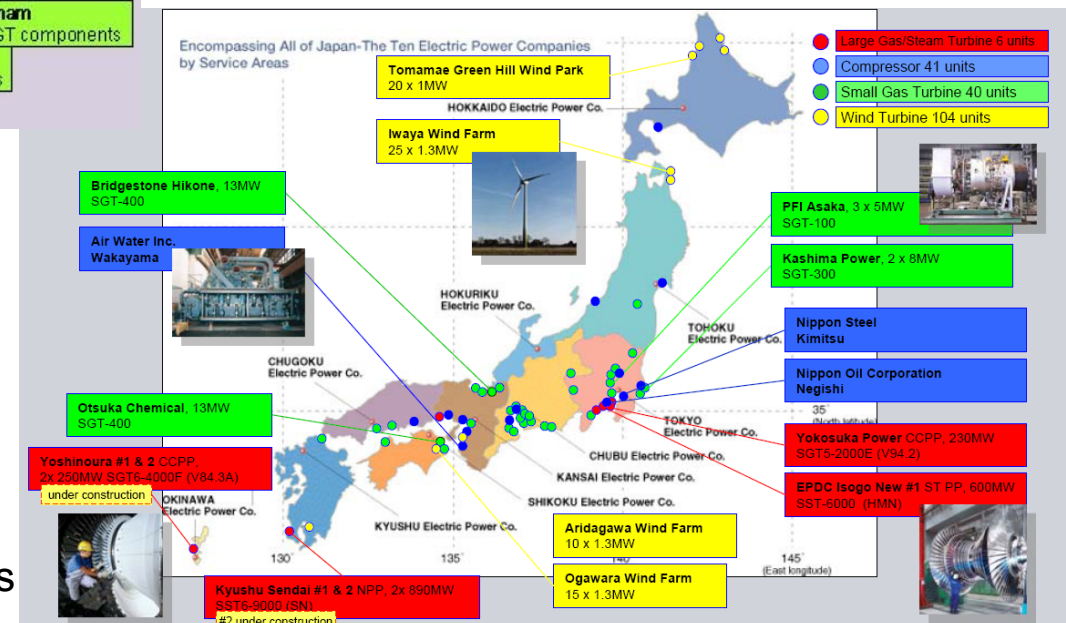 ham
GT components
s
Encompassing All of Japan-The Ten Electric Power Companies
by Service Areas
Large Gas/Steam Turbine 6 units
Compressor 41 units
Small Gas Turbine 40 units
Wind Turbine 104 units
Tomamae Green Hill Wind Park
20 x 1MW
HOKKAIDO Electric Power Co.
Iwaya Wind Farm
25 x 1.3MW
Bridgestone Hikone, 13MW
SGT-400
Air Water Inc.
Wakayama
PFI Asaka, 3 x 5MW
SGT-100
Kashima Power, 2 x 8MW
SGT-300
HOKURIKU
Electric Power Co.
TOHOKU
Electric Power Co.
Nippon Steel
Kimitsu
CHUGOKU
Electric Power Co.
Nippon Oil Corporation
Negishi
Otsuka Chemical, 13MW
SGT-400
35
(North latitude)
TOKYO
Electric Power Co.
Yokosuka Power CCPP, 230MW
SGT5-2000E (V94.2)
CHUBU Electric Power Co.
Yoshinoura #1 & 2 CCPP,
2x 250MW SGT6-4000F (V84.3A)
under construction
KANSAI Electric Power Co.
EPDC Isogo New #1 ST PP, 600MW
SST-6000 (HMN)
OKINAWA
Electric Power Co.
SHIKOKU Electric Power Co.
KYUSHU Electric Power Co.
Aridagawa Wind Farm
10 x 1.3MW
130°
135°
140°
145°
(East longitude)
Ogawara Wind Farm
15 x 1.3MW
s
Kyushu Sendai #1 & 2 NPP, 2x 890MW
SST6-9000 (SN)
#2 under construction